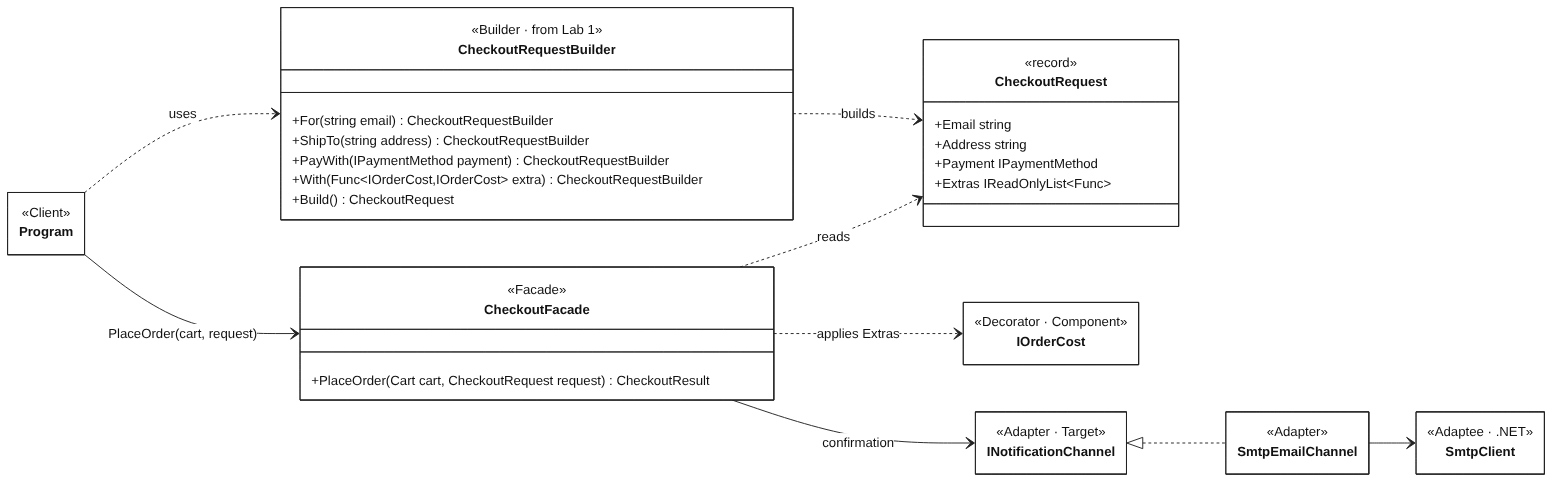 «Client»
Program
uses
PlaceOrder(cart, request)
«Builder · from Lab 1»
CheckoutRequestBuilder
+For(string email) : CheckoutRequestBuilder
+ShipTo(string address) : CheckoutRequestBuilder
+PayWith(IPaymentMethod payment) : CheckoutRequestBuilder
+With(Func<IOrderCost,IOrderCost> extra) : CheckoutRequestBuilder
+Build() : CheckoutRequest
builds
«record»
CheckoutRequest
+Email string
+Address string
+Payment IPaymentMethod
+Extras IReadOnlyList<Func>
reads
«Facade»
CheckoutFacade
+PlaceOrder(Cart cart, CheckoutRequest request) : CheckoutResult
applies Extras
«Decorator · Component»
IOrderCost
confirmation
«Adapter · Target»
INotificationChannel
«Adapter»
SmtpEmailChannel
«Adaptee · .NET»
SmtpClient